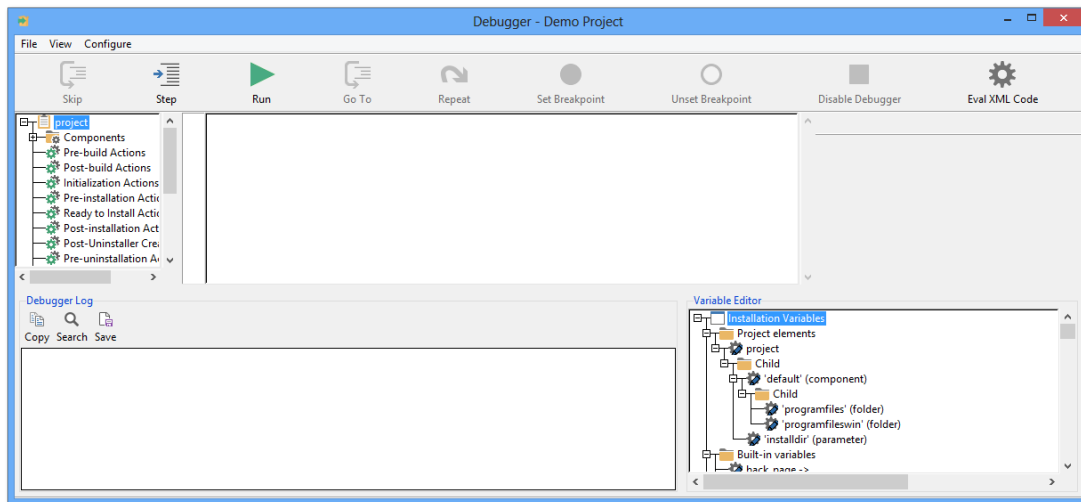 Debugger - Demo Project
File View Configure
Skip Step Run Go To Repeat Set Breakpoint Unset Breakpoint Disable Debugger Eval XML Code
project
Components
Pre-build Actions
Post-build Actions
Initialization Actions
Pre-installation Actio
Ready to Install Actio
Post-installation Act
Post-Uninstaller Crea
Pre-uninstallation A
Debugger Log
Copy Search Save
Variable Editor
Installation Variables
Project elements
project
Child
'default' (component)
Child
'programfiles' (folder)
'programfileswin' (folder)
'installdir' (parameter)
Built-in variables
back_page ->